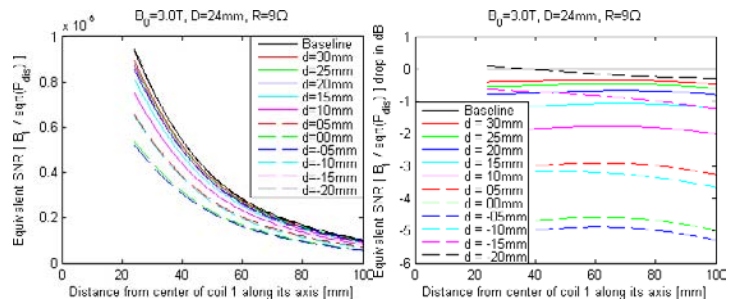 B0=3.0T, D=24mm, R=9Ω
x 10^-6
1
0.8
0.6
0.4
0.2
0
0 20 40 60 80 100
Equivalent SNR [ B1 / sqrt(Pdis) ]
Distance from center of coil 1 along its axis [mm]
Baseline
d=30mm
d=25mm
d=20mm
d=15mm
d=10mm
d=05mm
d=00mm
d=-05mm
d=-10mm
d=-15mm
d=-20mm
B0=3.0T, D=24mm, R=9Ω
1
0
-1
-2
-3
-4
-5
-6
0 20 40 60 80 100
Equivalent SNR [ B1 / sqrt(Pdis) ] drop in dB
Distance from center of coil 1 along its axis [mm]
Baseline
d = 30mm
d = 25mm
d = 20mm
d = 15mm
d = 10mm
d = 05mm
d = 00mm
d = -05mm
d = -10mm
d = -15mm
d = -20mm